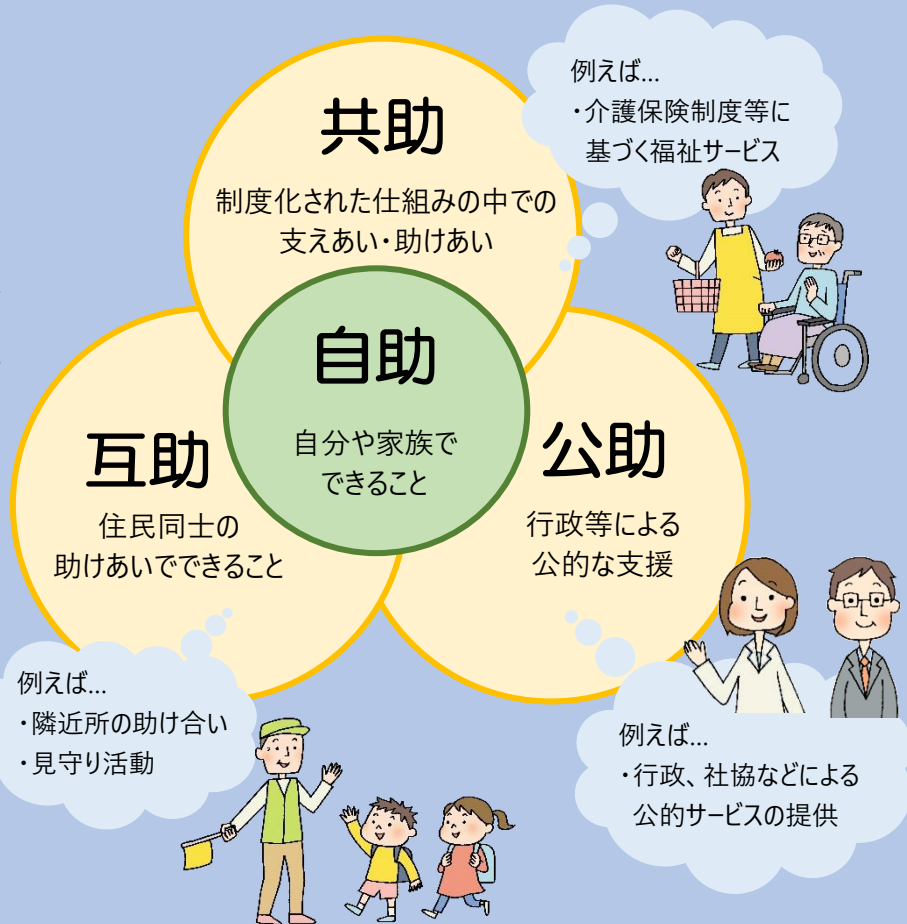 共助
制度化された仕組みの中での
支えあい・助けあい
例えば…
・介護保険制度等に
基づく福祉サービス
自助
自分や家族で
できること
互助
住民同士の
助けあいでできること
公助
行政等による
公的な支援
例えば…
・隣近所の助け合い
・見守り活動
例えば…
・行政、社協などによる
公的サービスの提供